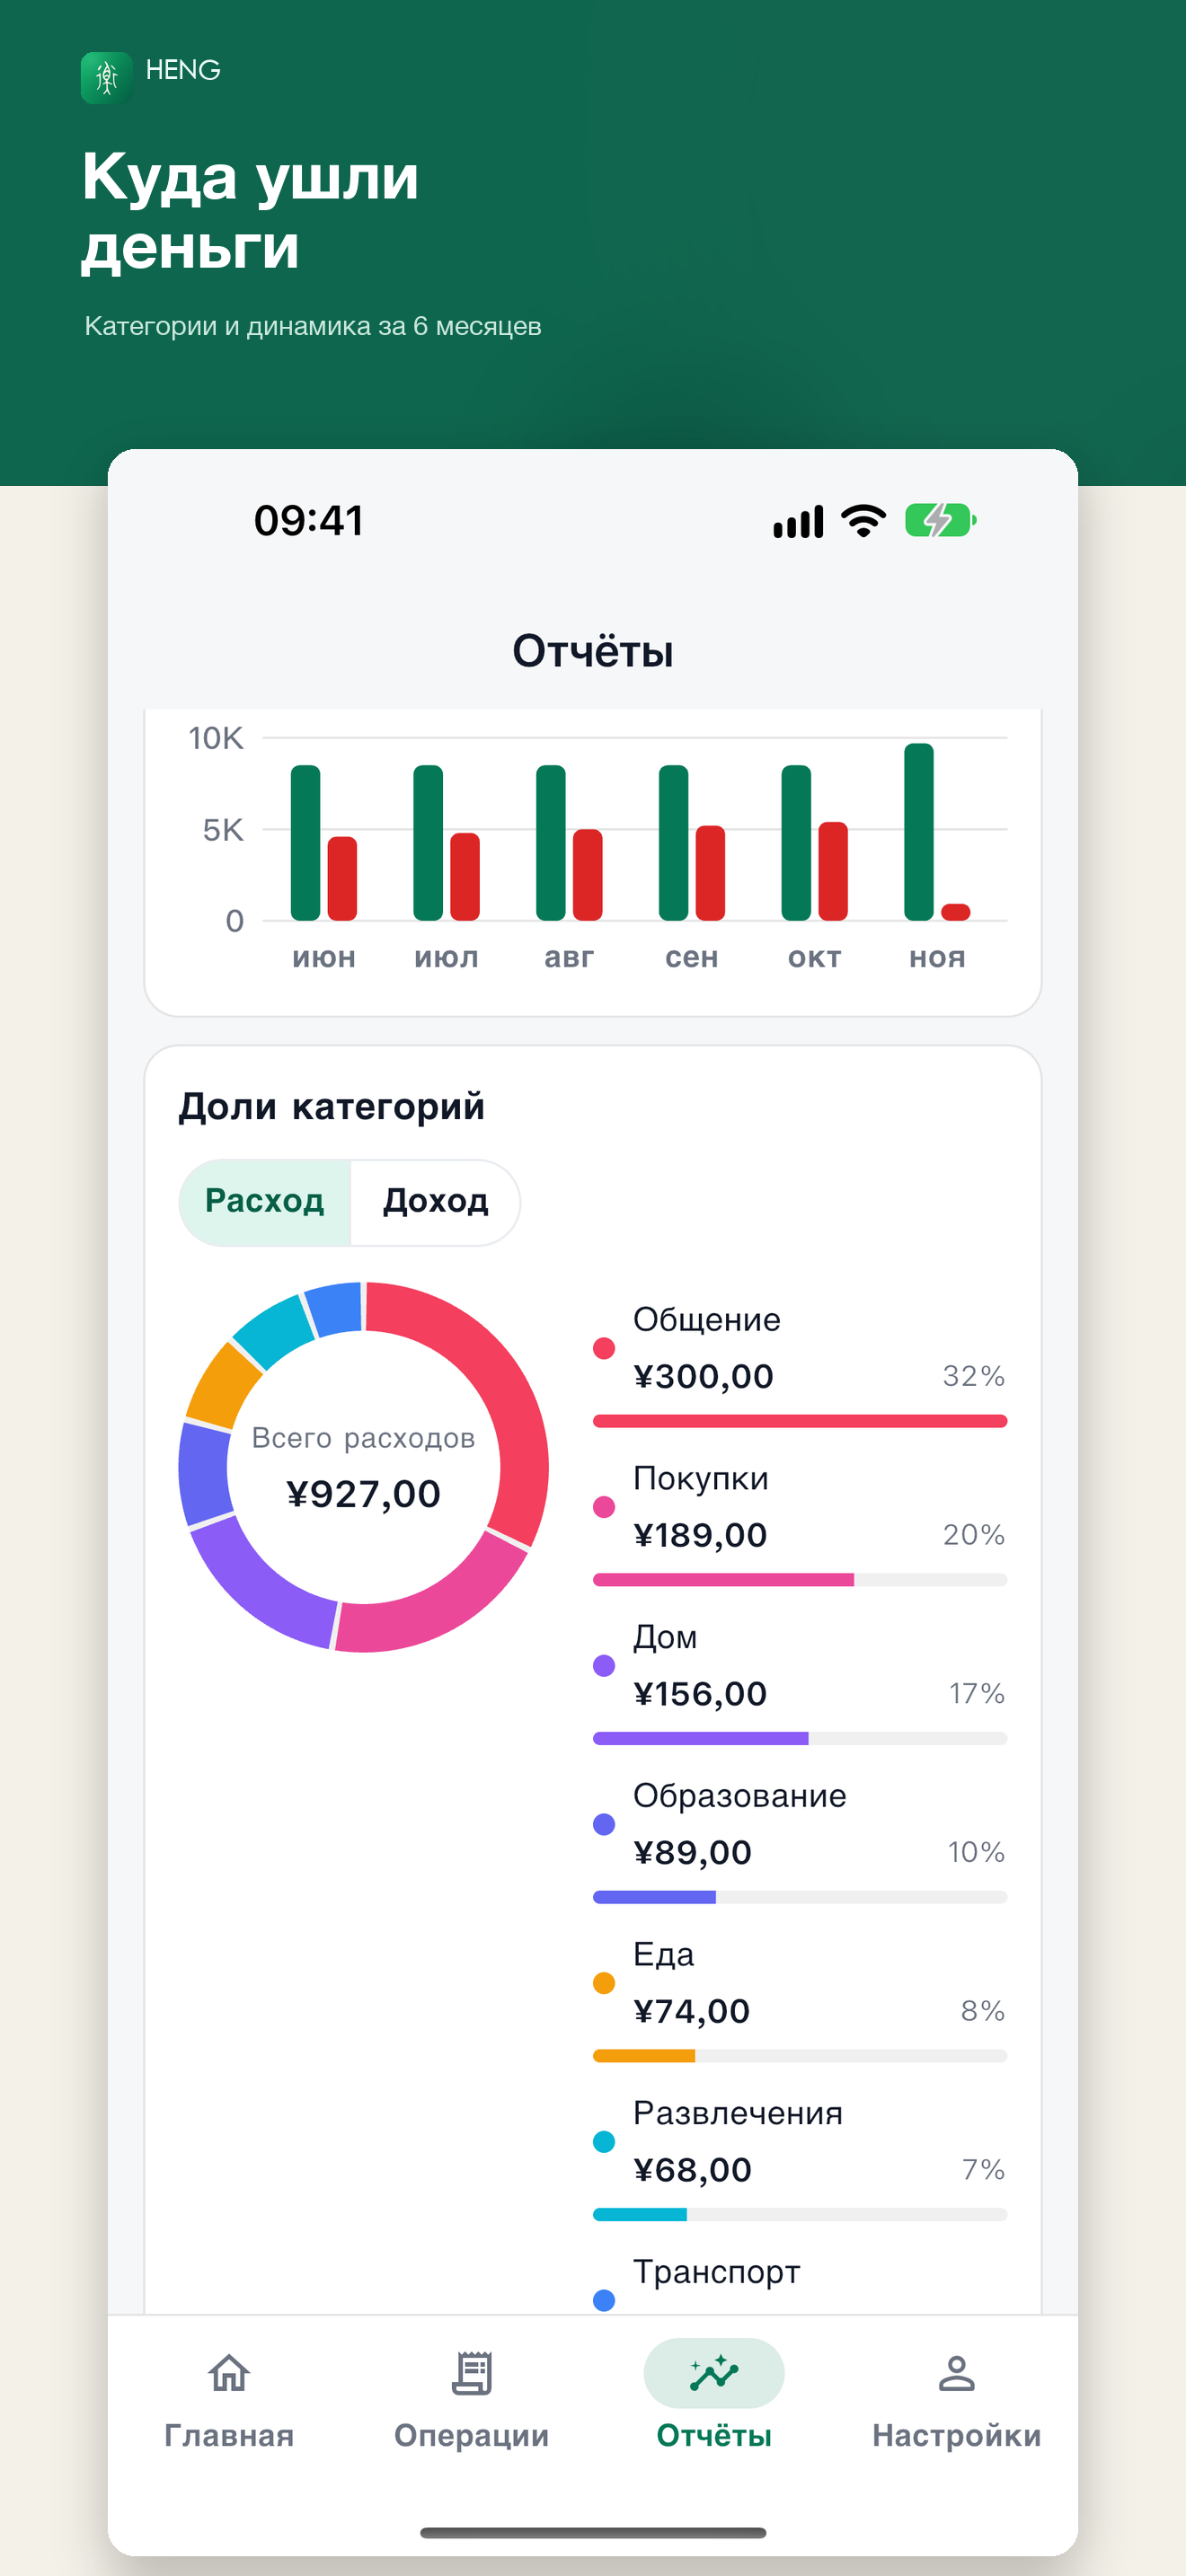 HENG
Куда ушли
деньги
Категории и динамика за 6 месяцев
09:41
Отчёты
10K
5K
0
июн июл авг сен окт ноя
Доли категорий
Расход Доход
Всего расходов
¥927,00
Общение
¥300,00 32%
Покупки
¥189,00 20%
Дом
¥156,00 17%
Образование
¥89,00 10%
Еда
¥74,00 8%
Развлечения
¥68,00 7%
Транспорт
Главная Операции Отчёты Настройки